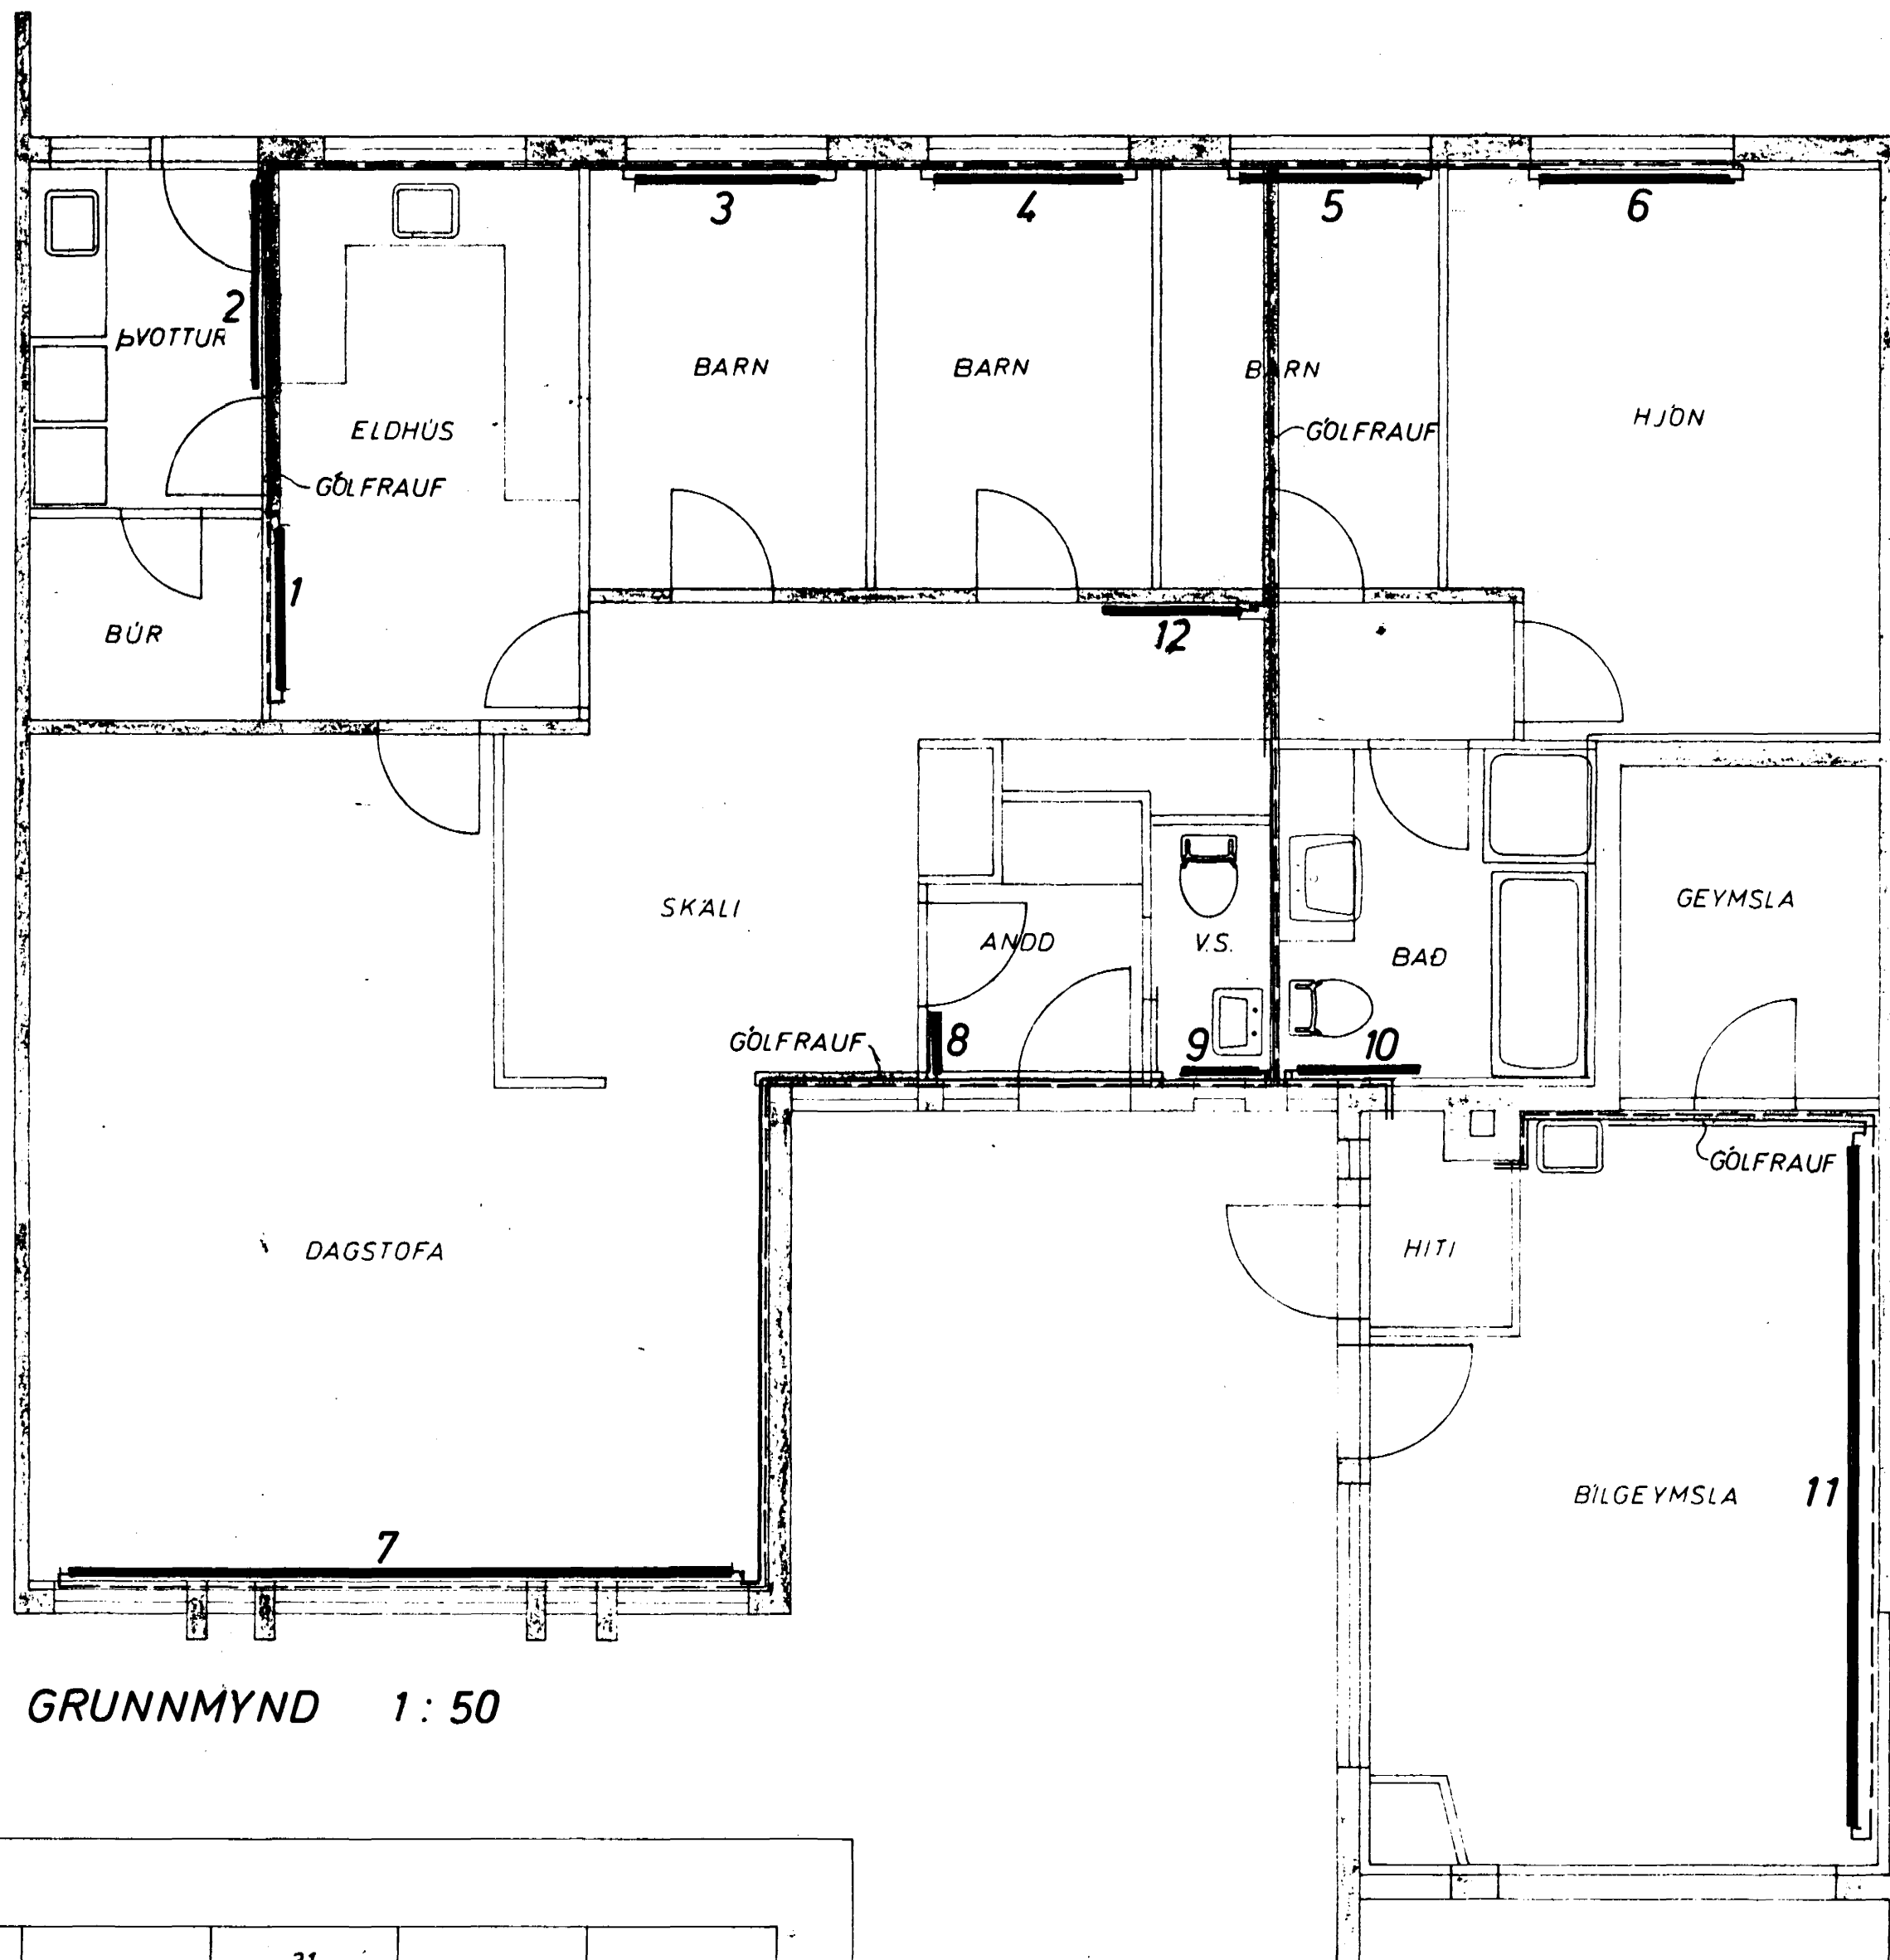 3
4
5
6
2
ÞVOTTUR
BARN
BARN
BARN
HJÓN
ELDHÚS
GÓLFRAUF
GÓLFRAUF
1
BÚR
12
SKÁLI
ANDD
V.S.
BAÐ
GEYMSLA
GÓLFRAUF
8
9
10
GÓLFRAUF
DAGSTOFA
HITI
BÍLGEYMSLA
11
7
GRUNNMYND 1:50